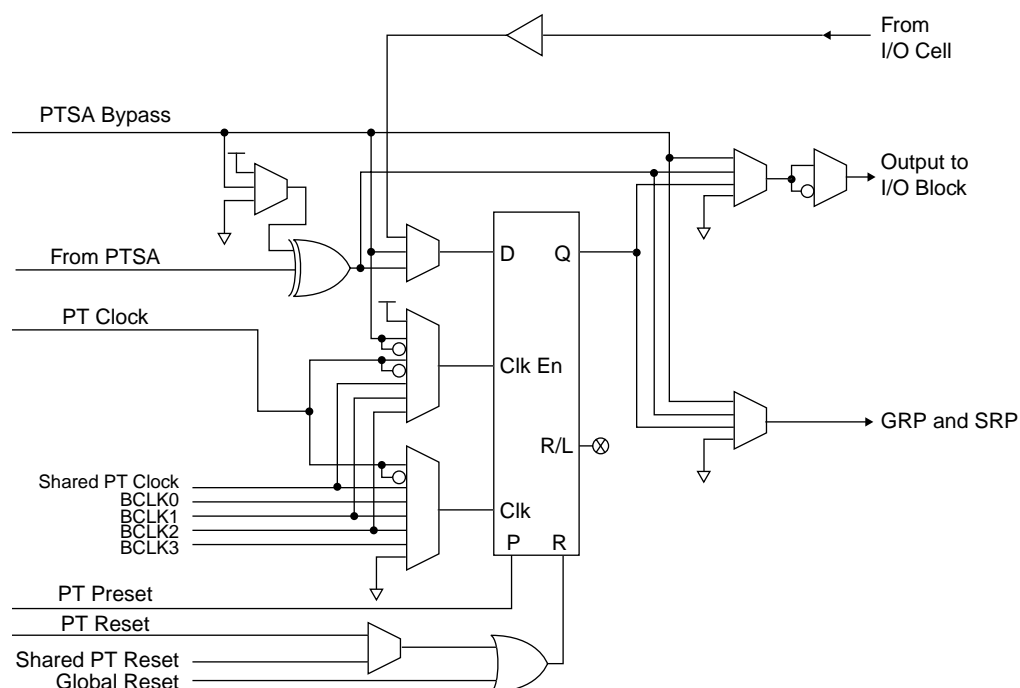 From
I/O Cell
PTSA Bypass
Output to
I/O Block
From PTSA
D
Q
PT Clock
Clk En
GRP and SRP
R/L
Shared PT Clock
BCLK0
BCLK1
BCLK2
BCLK3
Clk
P
R
PT Preset
PT Reset
Shared PT Reset
Global Reset